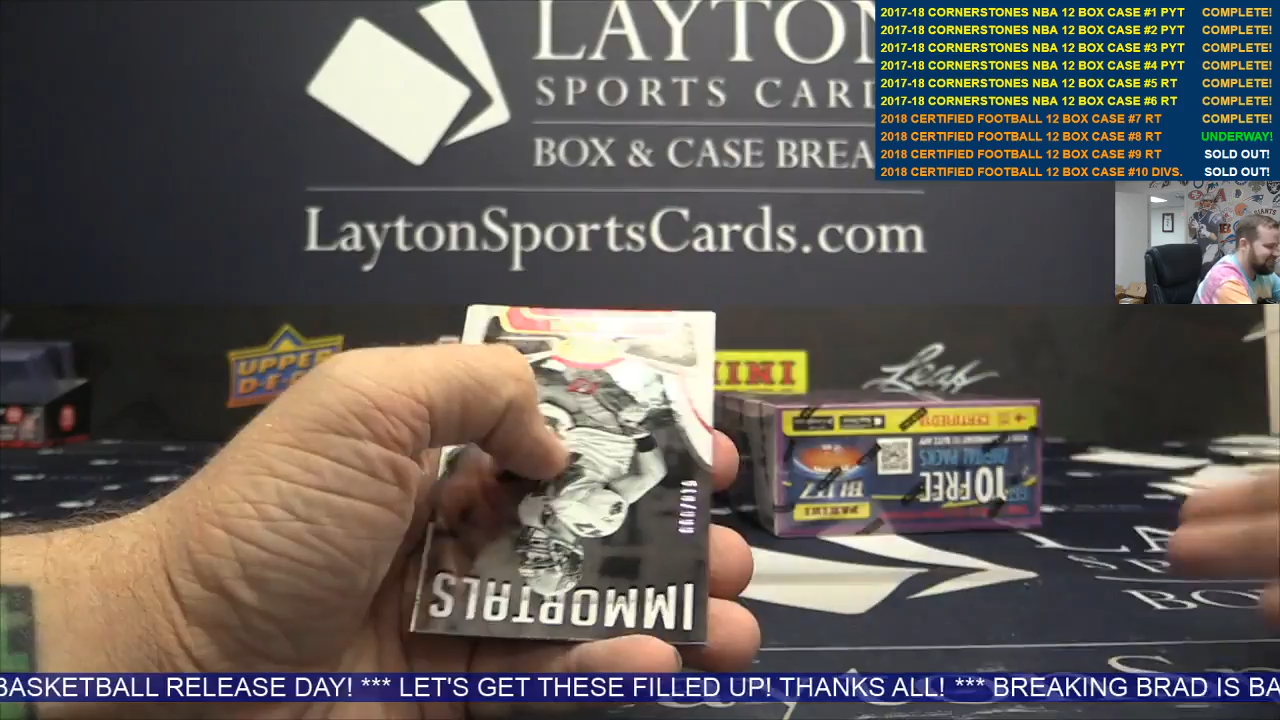 LAYTON
SPORTS CARD
BOX & CASE BREA
LaytonSportsCards.com
2017-18 CORNERSTONES NBA 12 BOX CASE #1 PYT COMPLETE!
2017-18 CORNERSTONES NBA 12 BOX CASE #2 PYT COMPLETE!
2017-18 CORNERSTONES NBA 12 BOX CASE #3 PYT COMPLETE!
2017-18 CORNERSTONES NBA 12 BOX CASE #4 PYT COMPLETE!
2017-18 CORNERSTONES NBA 12 BOX CASE #5 RT COMPLETE!
2017-18 CORNERSTONES NBA 12 BOX CASE #6 RT COMPLETE!
2018 CERTIFIED FOOTBALL 12 BOX CASE #7 RT COMPLETE!
2018 CERTIFIED FOOTBALL 12 BOX CASE #8 RT UNDERWAY!
2018 CERTIFIED FOOTBALL 12 BOX CASE #9 RT SOLD OUT!
2018 CERTIFIED FOOTBALL 12 BOX CASE #10 DIVS. SOLD OUT!
UPPER
ININI
Leaf
CERTIFIED
10 FREE
DIGITAL PACKS
BLITZ
PANINI
IMMORTALS
BASKETBALL RELEASE DAY! *** LET'S GET THESE FILLED UP! THANKS ALL! *** BREAKING BRAD IS BA